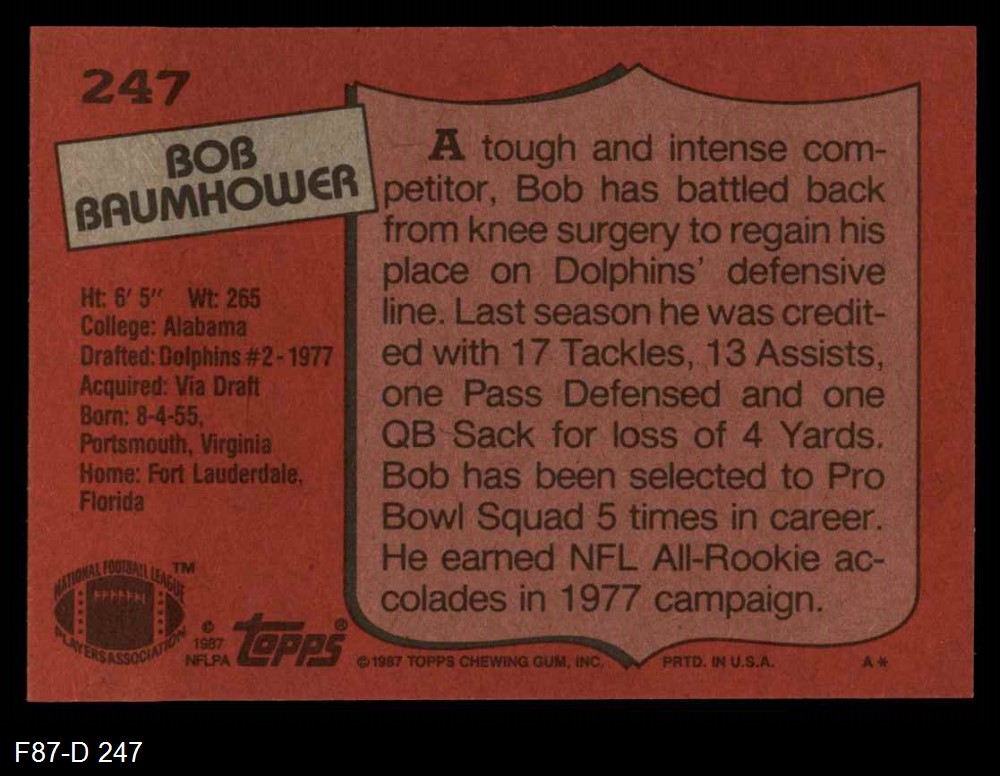 247
BOB
BAUMHOWER
Ht: 6' 5" Wt: 265
College: Alabama
Drafted: Dolphins #2-1977
Acquired: Via Draft
Born: 8-4-55,
Portsmouth, Virginia
Home: Fort Lauderdale,
Florida
A tough and intense com-
petitor, Bob has battled back
from knee surgery to regain his
place on Dolphins' defensive
line. Last season he was credit-
ed with 17 Tackles, 13 Assists,
one Pass Defensed and one
QB Sack for loss of 4 Yards.
Bob has been selected to Pro
Bowl Squad 5 times in career.
He earned NFL All-Rookie ac-
colades in 1977 campaign.
NATIONAL FOOTBALL LEAGUE ™
PLAYERS ASSOCIATION
©
1987
NFLPA
topps®
© 1987 TOPPS CHEWING GUM, INC. PRTD. IN U.S.A. A*
F87-D 247